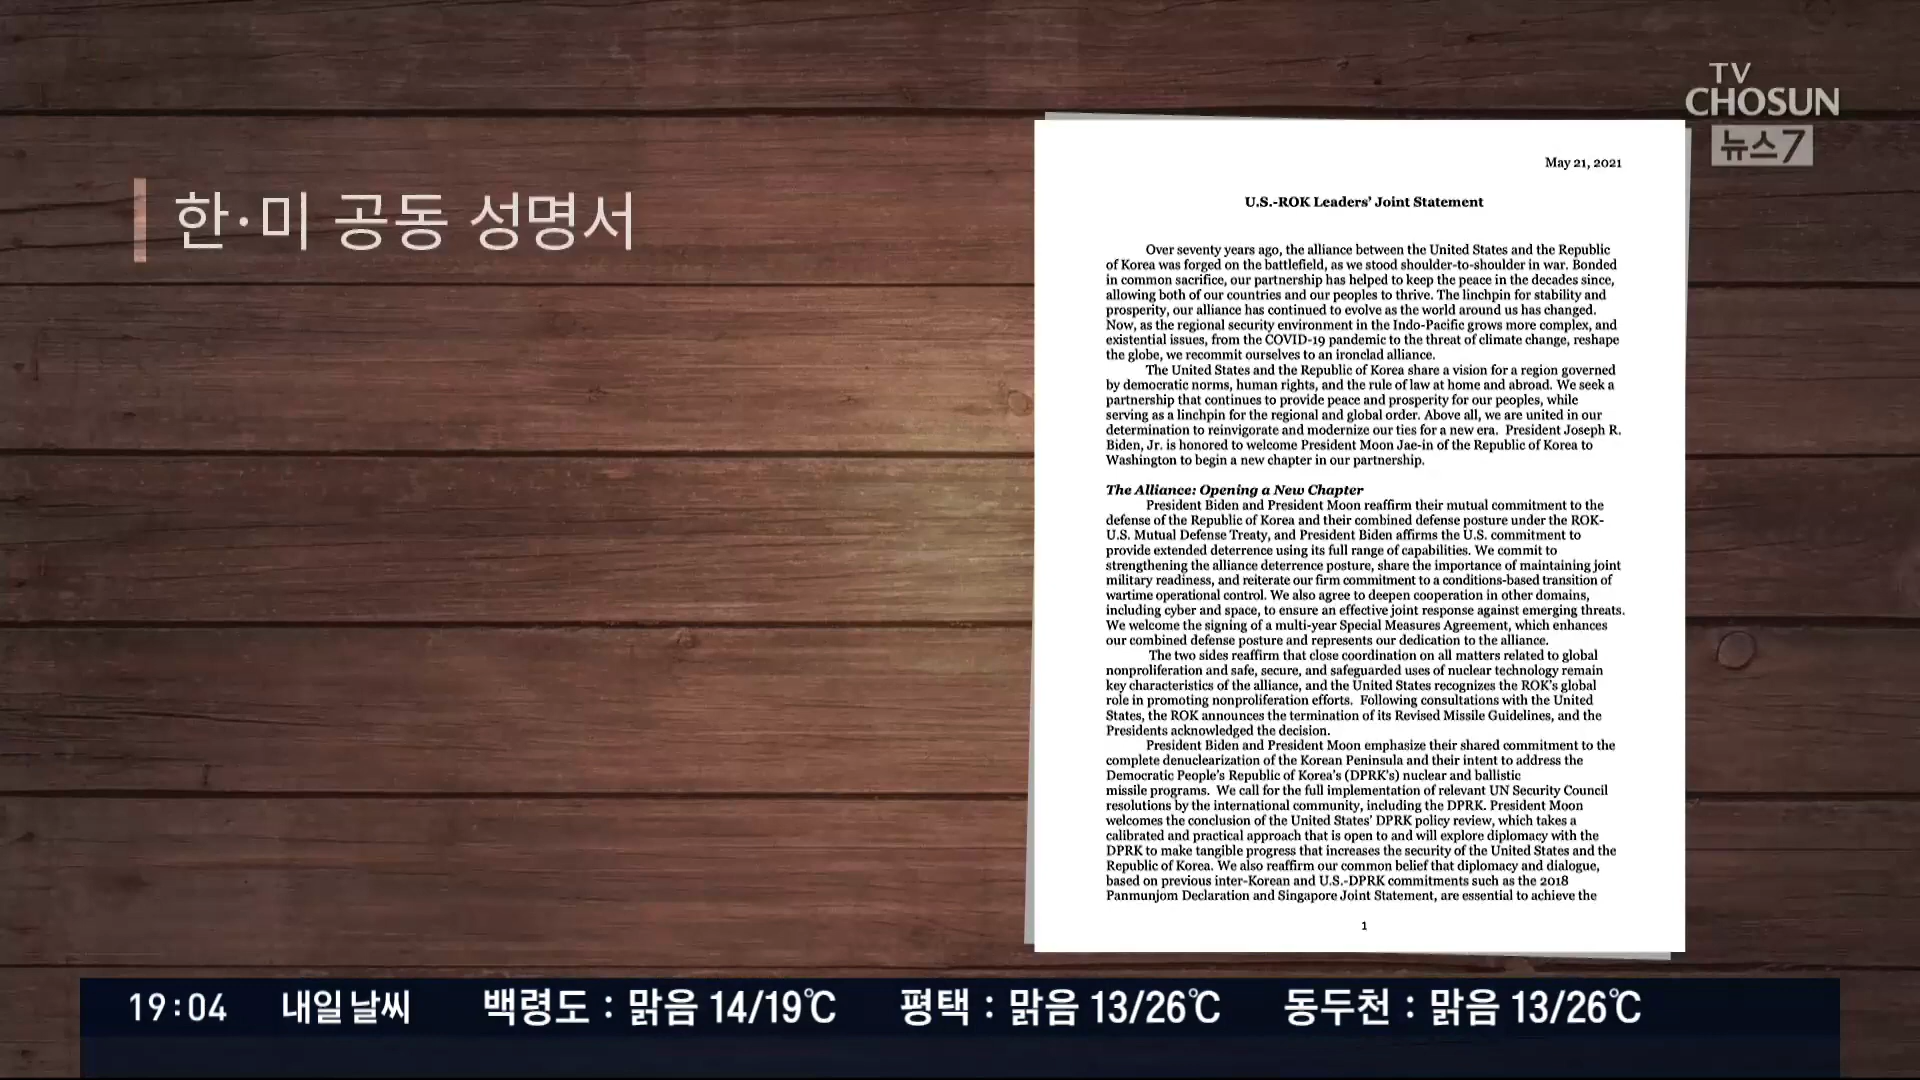 TV
CHOSUN
뉴스7
한·미 공동 성명서
May 21, 2021
U.S.-ROK Leaders’ Joint Statement
Over seventy years ago, the alliance between the United States and the Republic
of Korea was forged on the battlefield, as we stood shoulder-to-shoulder in war. Bonded
in common sacrifice, our partnership has helped to keep the peace in the decades since,
allowing both of our countries and our peoples to thrive. The linchpin for stability and
prosperity, our alliance has continued to evolve as the world around us has changed.
Now, as the regional security environment in the Indo-Pacific grows more complex, and
existential issues, from the COVID-19 pandemic to the threat of climate change, reshape
the globe, we recommit ourselves to an ironclad alliance.
The United States and the Republic of Korea share a vision for a region governed
by democratic norms, human rights, and the rule of law at home and abroad. We seek a
partnership that continues to provide peace and prosperity for our peoples, while
serving as a linchpin for the regional and global order. Above all, we are united in our
determination to reinvigorate and modernize our ties for a new era.  President Joseph R.
Biden, Jr. is honored to welcome President Moon Jae-in of the Republic of Korea to
Washington to begin a new chapter in our partnership.
The Alliance: Opening a New Chapter
President Biden and President Moon reaffirm their mutual commitment to the
defense of the Republic of Korea and their combined defense posture under the ROK-
U.S. Mutual Defense Treaty, and President Biden affirms the U.S. commitment to
provide extended deterrence using its full range of capabilities. We commit to
strengthening the alliance deterrence posture, share the importance of maintaining joint
military readiness, and reiterate our firm commitment to a conditions-based transition of
wartime operational control. We also agree to deepen cooperation in other domains,
including cyber and space, to ensure an effective joint response against emerging threats.
We welcome the signing of a multi-year Special Measures Agreement, which enhances
our combined defense posture and represents our dedication to the alliance.
The two sides reaffirm that close coordination on all matters related to global
nonproliferation and safe, secure, and safeguarded uses of nuclear technology remain
key characteristics of the alliance, and the United States recognizes the ROK’s global
role in promoting nonproliferation efforts.  Following consultations with the United
States, the ROK announces the termination of its Revised Missile Guidelines, and the
Presidents acknowledged the decision.
President Biden and President Moon emphasize their shared commitment to the
complete denuclearization of the Korean Peninsula and their intent to address the
Democratic People’s Republic of Korea’s (DPRK’s) nuclear and ballistic
missile programs.  We call for the full implementation of relevant UN Security Council
resolutions by the international community, including the DPRK. President Moon
welcomes the conclusion of the United States’ DPRK policy review, which takes a
calibrated and practical approach that is open to and will explore diplomacy with the
DPRK to make tangible progress that increases the security of the United States and the
Republic of Korea. We also reaffirm our common belief that diplomacy and dialogue,
based on previous inter-Korean and U.S.-DPRK commitments such as the 2018
Panmunjom Declaration and Singapore Joint Statement, are essential to achieve the
1
19:04 내일 날씨 백령도 : 맑음 14/19℃ 평택 : 맑음 13/26℃ 동두천 : 맑음 13/26℃